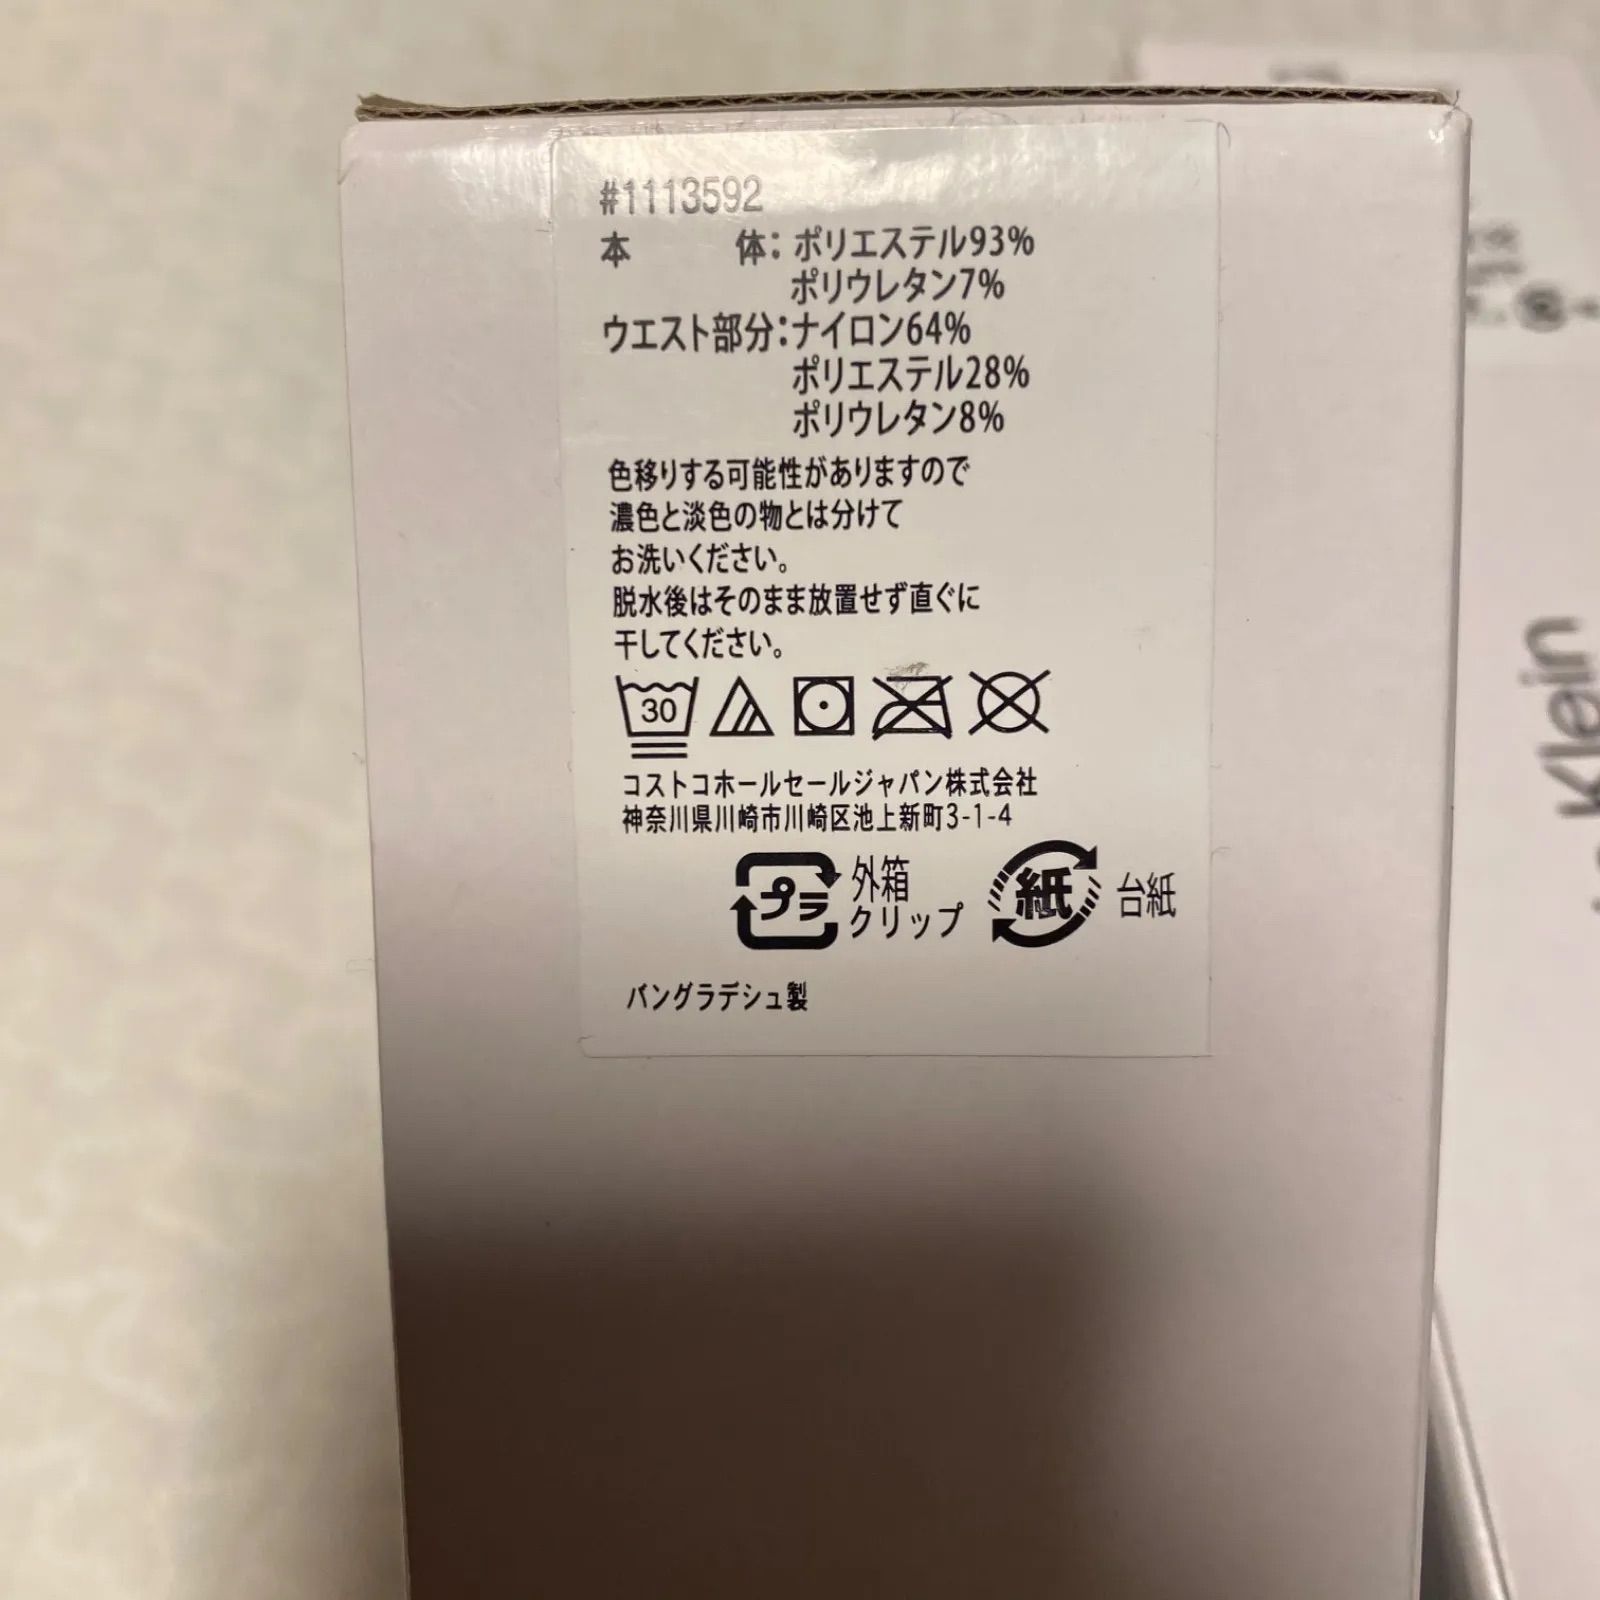 #1113592
本 体：ポリエステル93%
ポリウレタン7%
ウエスト部分：ナイロン64%
ポリエステル28%
ポリウレタン8%
色移りする可能性がありますので
濃色と淡色の物とは分けて
お洗いください。
脱水後はそのまま放置せず直ぐに
干してください。
30
コストコホールセールジャパン株式会社
神奈川県川崎市川崎区池上新町3-1-4
プラ 外箱 クリップ 紙 台紙
バングラデシュ製
Klein